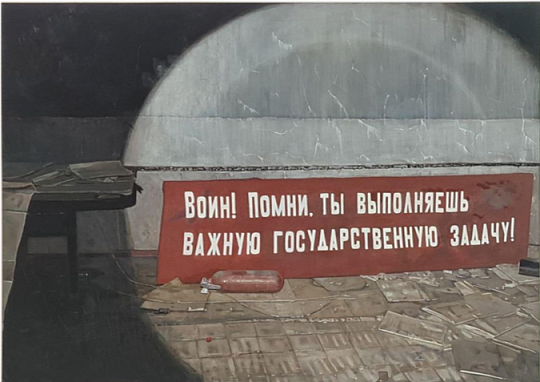 Воин! Помни, ты выполняешь
важную государственную задачу!